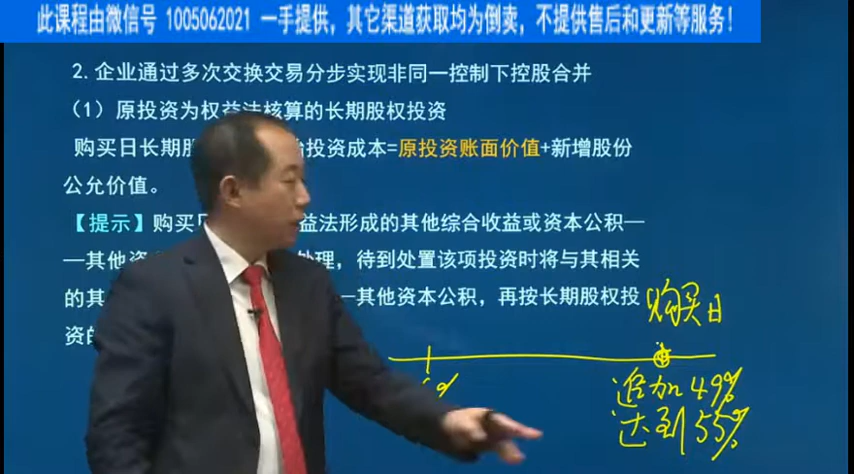 此课程由微信号 1005062021 一手提供，其它渠道获取均为倒卖，不提供售后和更新等服务！
2.企业通过多次交换交易分步实现非同一控制下控股合并
（1）原投资为权益法核算的长期股权投资
购买日长期股 投资成本=原投资账面价值+新增股份
公允价值。
【提示】购买日 益法形成的其他综合收益或资本公积—
—其他资 处理，待到处置该项投资时将与其相关
的其 —其他资本公积，再按长期股权投
资的
购买日
追加49%
达到55%